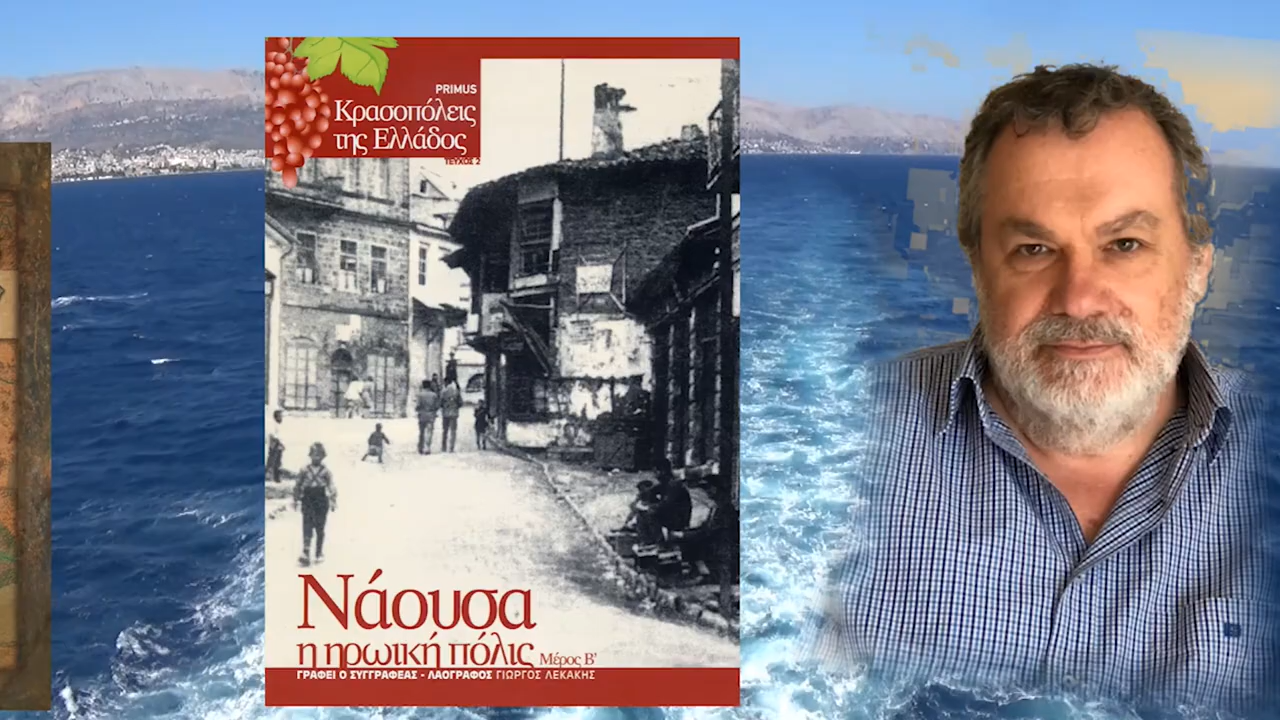 PRIMUS
Κρασοπόλεις
της Ελλάδος
ΤΕΥΧΟΣ 2
Νάουσα
η ηρωική πόλις Μέρος Β'
ΓΡΑΦΕΙ Ο ΣΥΓΓΡΑΦΕΑΣ - ΛΑΟΓΡΑΦΟΣ ΓΙΩΡΓΟΣ ΛΕΚΑΚΗΣ